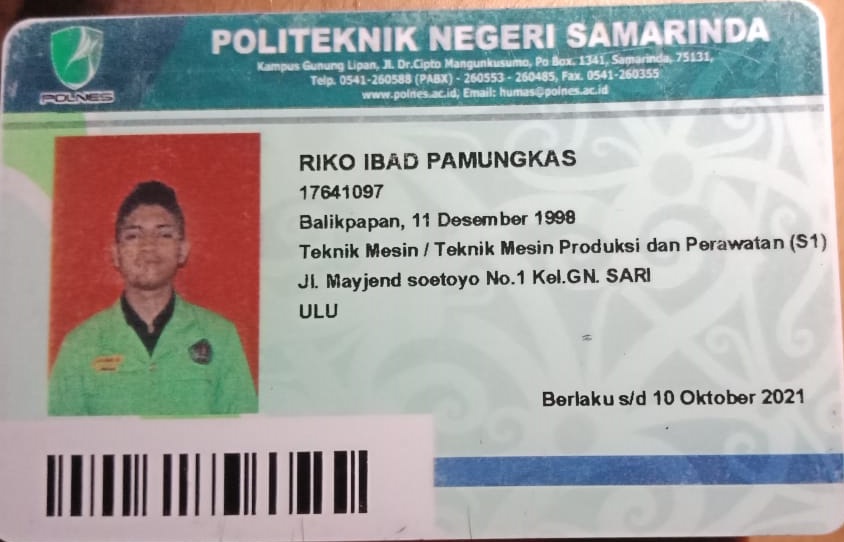 POLITEKNIK NEGERI SAMARINDA
Kampus Gunung Lipan, Jl. Dr.Cipto Mangunkusumo, Po Box. 1341, Samarinda, 75131,
Telp. 0541-260588 (PABX) - 260553 - 260485, Fax. 0541-260355
www.polnes.ac.id; Email: humas@polnes.ac.id
POLNES
RIKO IBAD PAMUNGKAS
17641097
Balikpapan, 11 Desember 1998
Teknik Mesin / Teknik Mesin Produksi dan Perawatan (S1)
Jl. Mayjend soetoyo No.1 Kel.GN. SARI
ULU
Berlaku s/d 10 Oktober 2021